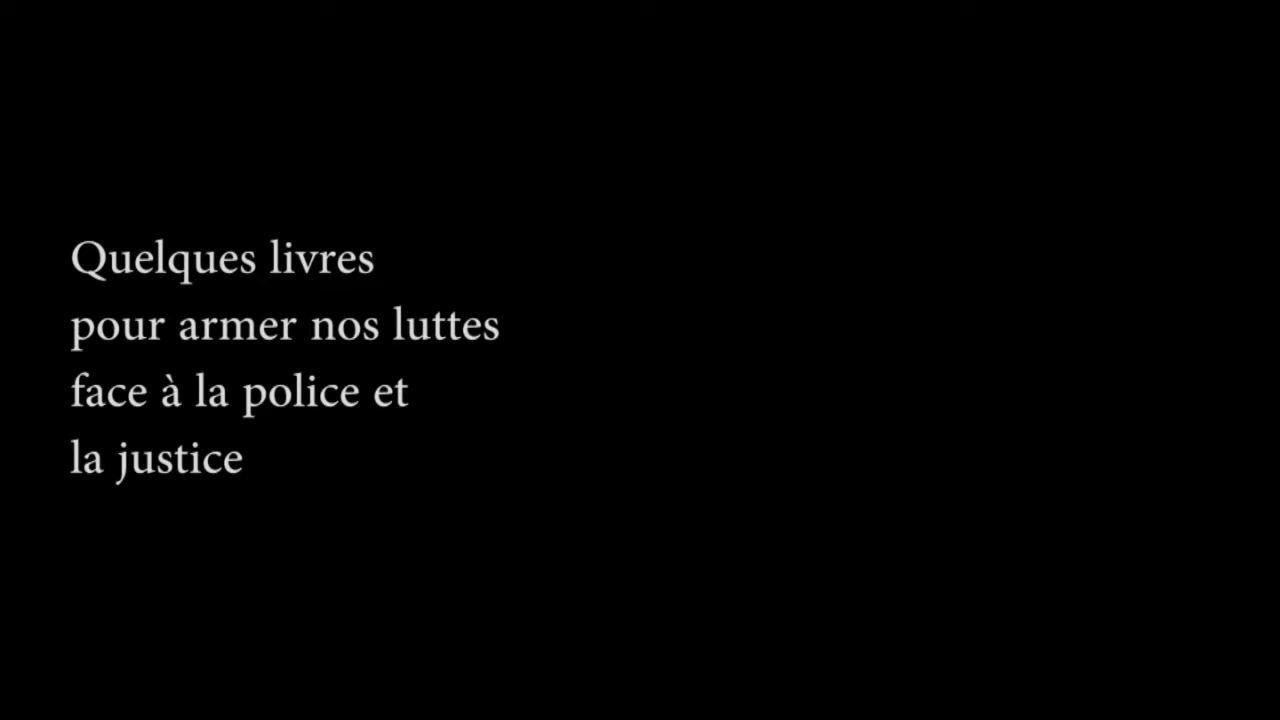 Quelques livres
pour armer nos luttes
face à la police et
la justice